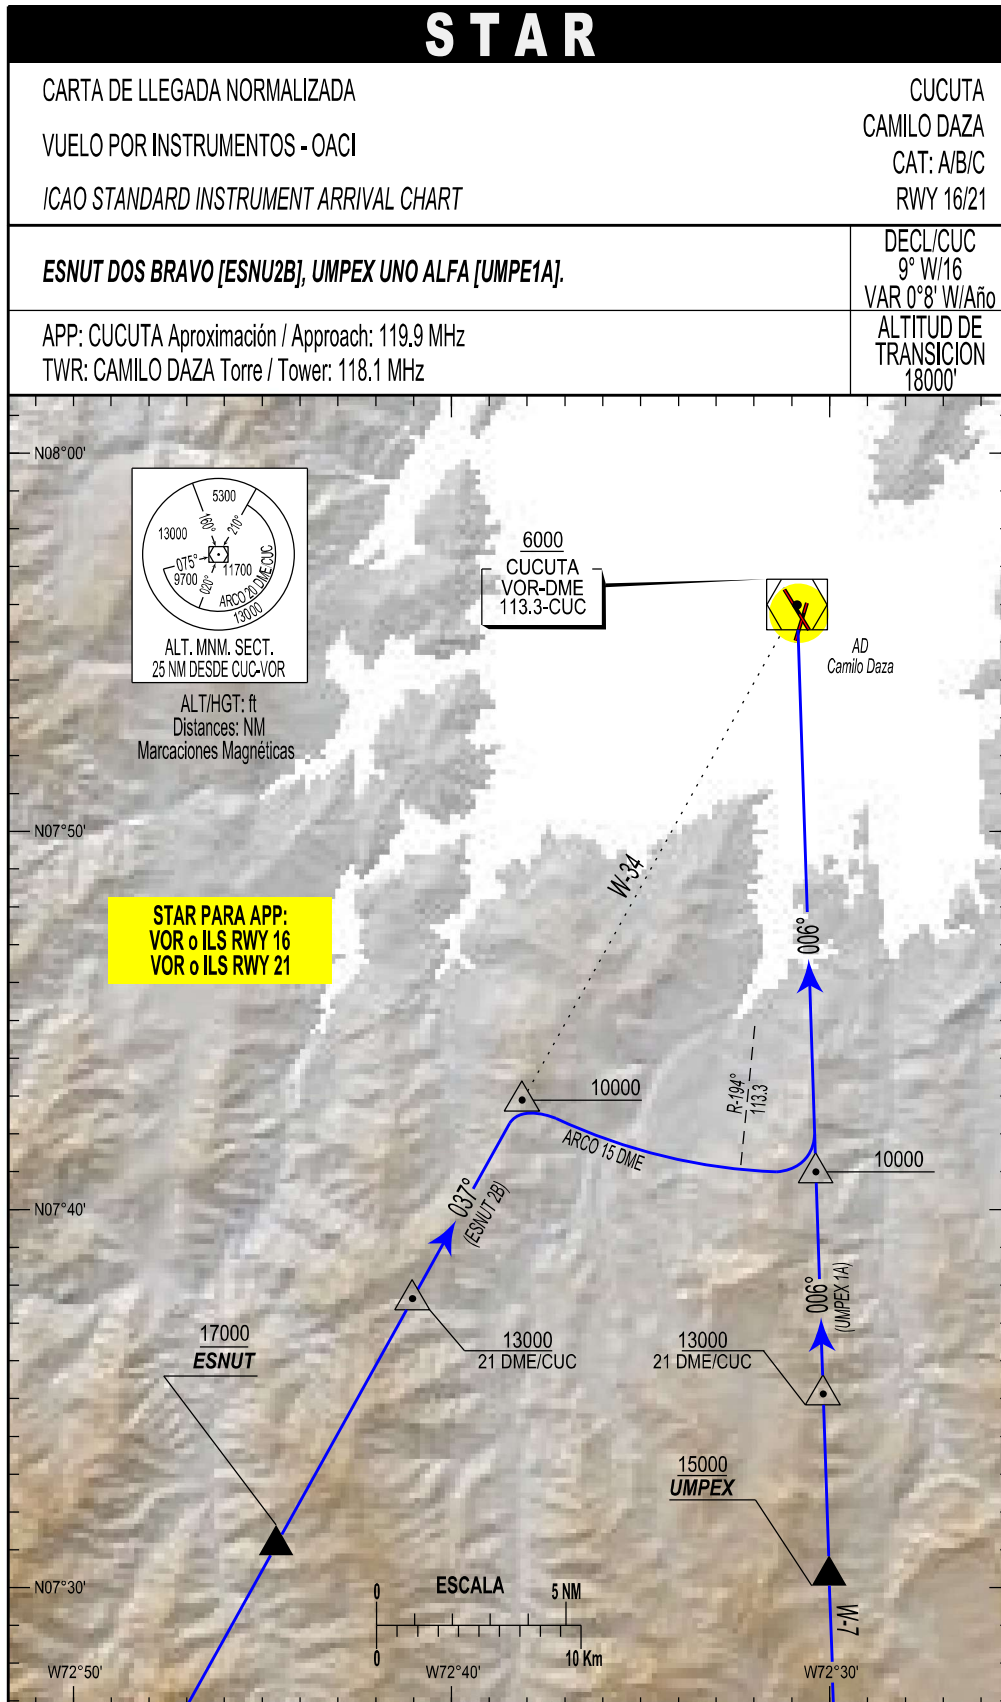 STAR
CARTA DE LLEGADA NORMALIZADA
VUELO POR INSTRUMENTOS - OACI
ICAO STANDARD INSTRUMENT ARRIVAL CHART
CUCUTA
CAMILO DAZA
CAT: A/B/C
RWY 16/21
ESNUT DOS BRAVO [ESNU2B], UMPEX UNO ALFA [UMPE1A].
DECL/CUC
9° W/16
VAR 0°8' W/Año
APP: CUCUTA Aproximación / Approach: 119.9 MHz
TWR: CAMILO DAZA Torre / Tower: 118.1 MHz
ALTITUD DE
TRANSICION
18000'
N08°00'
5300
160°
210°
13000
075°
9700
020°
11700
ARCO 20 DME CUC
13000
ALT. MNM. SECT.
25 NM DESDE CUC-VOR
ALT/HGT: ft
Distances: NM
Marcaciones Magnéticas
6000
CUCUTA
VOR-DME
113.3-CUC
AD
Camilo Daza
N07°50'
W-34
STAR PARA APP:
VOR o ILS RWY 16
VOR o ILS RWY 21
006°
R-194°
113.3
10000
ARCO 15 DME
10000
N07°40'
037°
(ESNUT 2B)
006°
(UMPEX 1A)
17000
ESNUT
13000
21 DME/CUC
13000
21 DME/CUC
15000
UMPEX
N07°30'
0
ESCALA
5 NM
0
10 Km
W-7
W72°50'
W72°40'
W72°30'